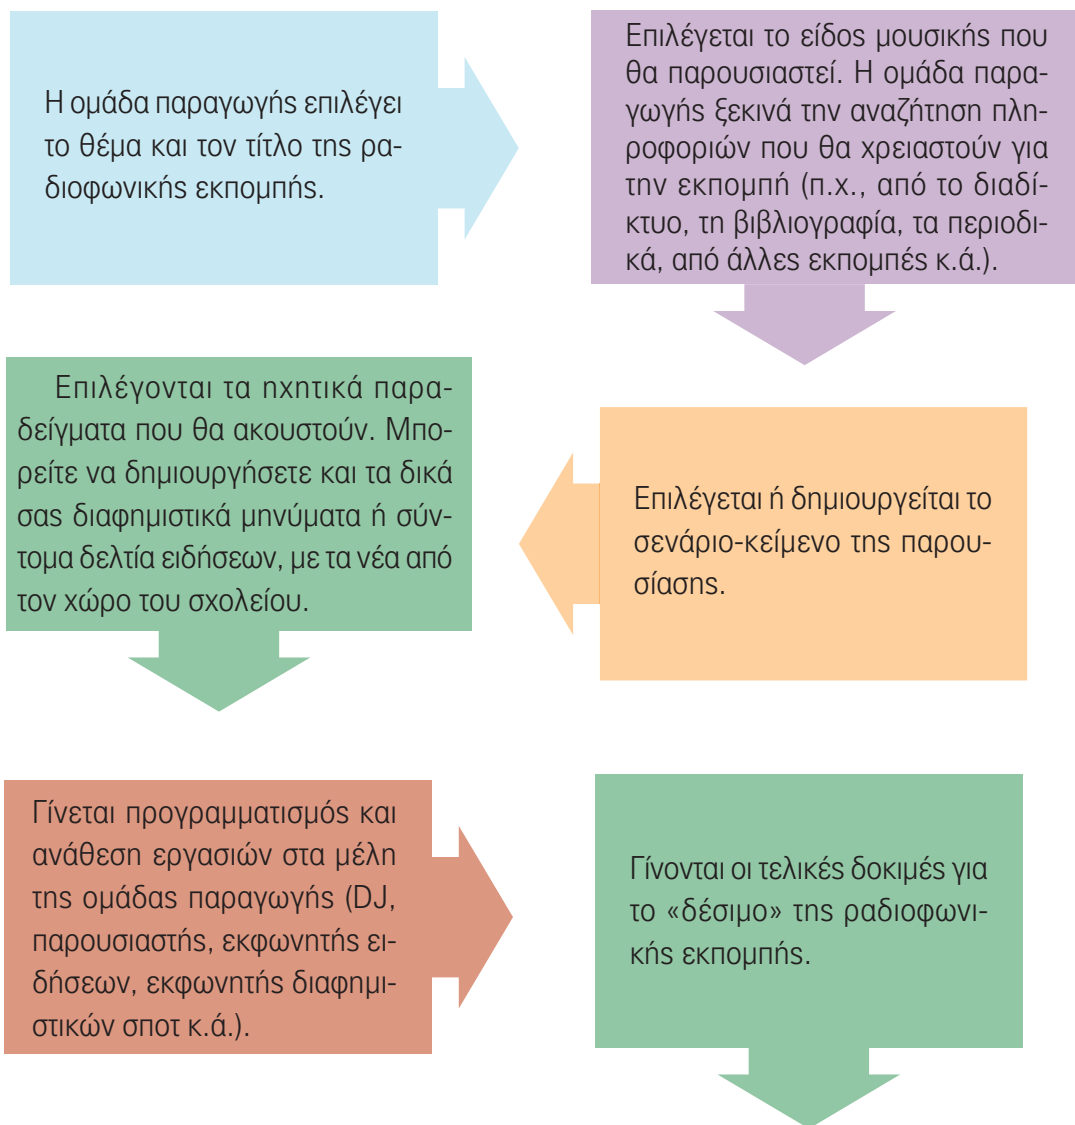 Η ομάδα παραγωγής επιλέγει
το θέμα και τον τίτλο της ρα-
διοφωνικής εκπομπής.
Επιλέγεται το είδος μουσικής που
θα παρουσιαστεί. Η ομάδα παρα-
γωγής ξεκινά την αναζήτηση πλη-
ροφοριών που θα χρειαστούν για
την εκπομπή (π.χ., από το διαδί-
κτυο, τη βιβλιογραφία, τα περιοδι-
κά, από άλλες εκπομπές κ.ά.).
Επιλέγεται ή δημιουργείται το
σενάριο-κείμενο της παρου-
σίασης.
Επιλέγονται τα ηχητικά παρα-
δείγματα που θα ακουστούν. Μπο-
ρείτε να δημιουργήσετε και τα δικά
σας διαφημιστικά μηνύματα ή σύν-
τομα δελτία ειδήσεων, με τα νέα από
τον χώρο του σχολείου.
Γίνεται προγραμματισμός και
ανάθεση εργασιών στα μέλη
της ομάδας παραγωγής (DJ,
παρουσιαστής, εκφωνητής ει-
δήσεων, εκφωνητής διαφημι-
στικών σποτ κ.ά.).
Γίνονται οι τελικές δοκιμές για
το «δέσιμο» της ραδιοφωνι-
κής εκπομπής.